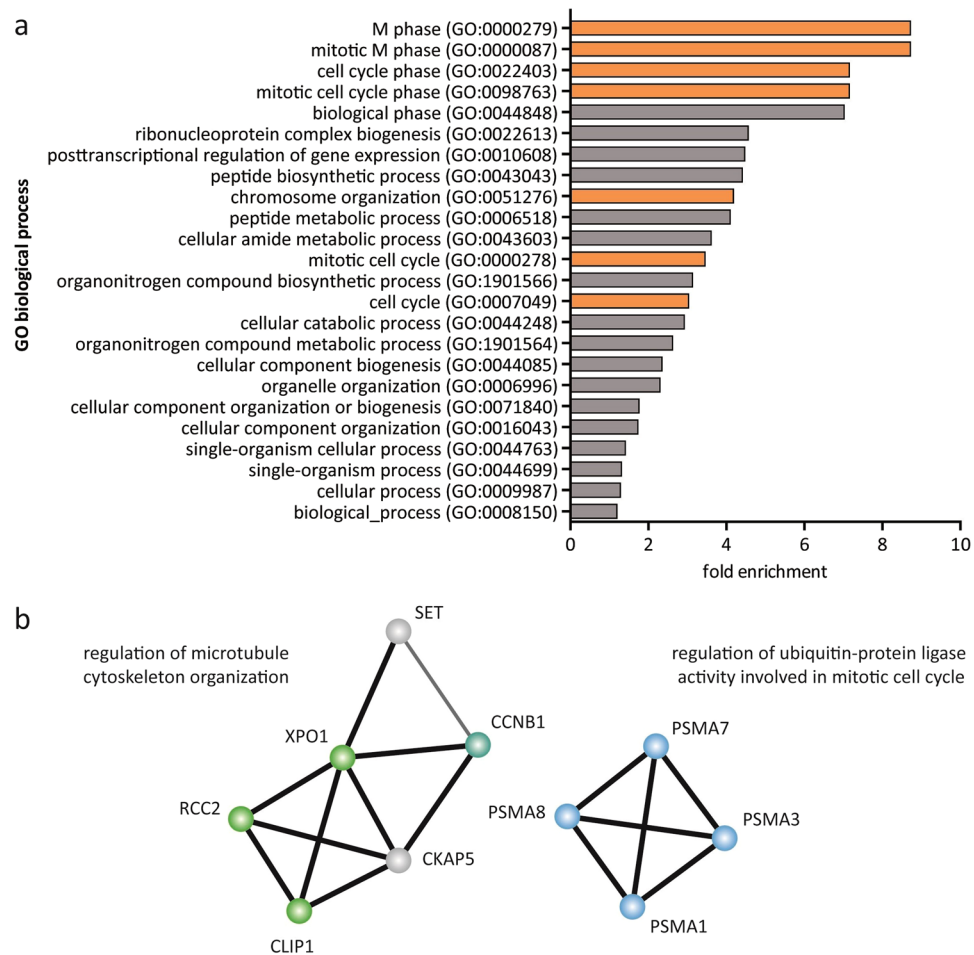 a
GO biological process
M phase (GO:0000279)
mitotic M phase (GO:0000087)
cell cycle phase (GO:0022403)
mitotic cell cycle phase (GO:0098763)
biological phase (GO:0044848)
ribonucleoprotein complex biogenesis (GO:0022613)
posttranscriptional regulation of gene expression (GO:0010608)
peptide biosynthetic process (GO:0043043)
chromosome organization (GO:0051276)
peptide metabolic process (GO:0006518)
cellular amide metabolic process (GO:0043603)
mitotic cell cycle (GO:0000278)
organonitrogen compound biosynthetic process (GO:1901566)
cell cycle (GO:0007049)
cellular catabolic process (GO:0044248)
organonitrogen compound metabolic process (GO:1901564)
cellular component biogenesis (GO:0044085)
organelle organization (GO:0006996)
cellular component organization or biogenesis (GO:0071840)
cellular component organization (GO:0016043)
single-organism cellular process (GO:0044763)
single-organism process (GO:0044699)
cellular process (GO:0009987)
biological_process (GO:0008150)
0 2 4 6 8 10
fold enrichment
b
regulation of microtubule
cytoskeleton organization
SET
CCNB1
XPO1
RCC2
CKAP5
CLIP1
regulation of ubiquitin-protein ligase
activity involved in mitotic cell cycle
PSMA7
PSMA8
PSMA3
PSMA1